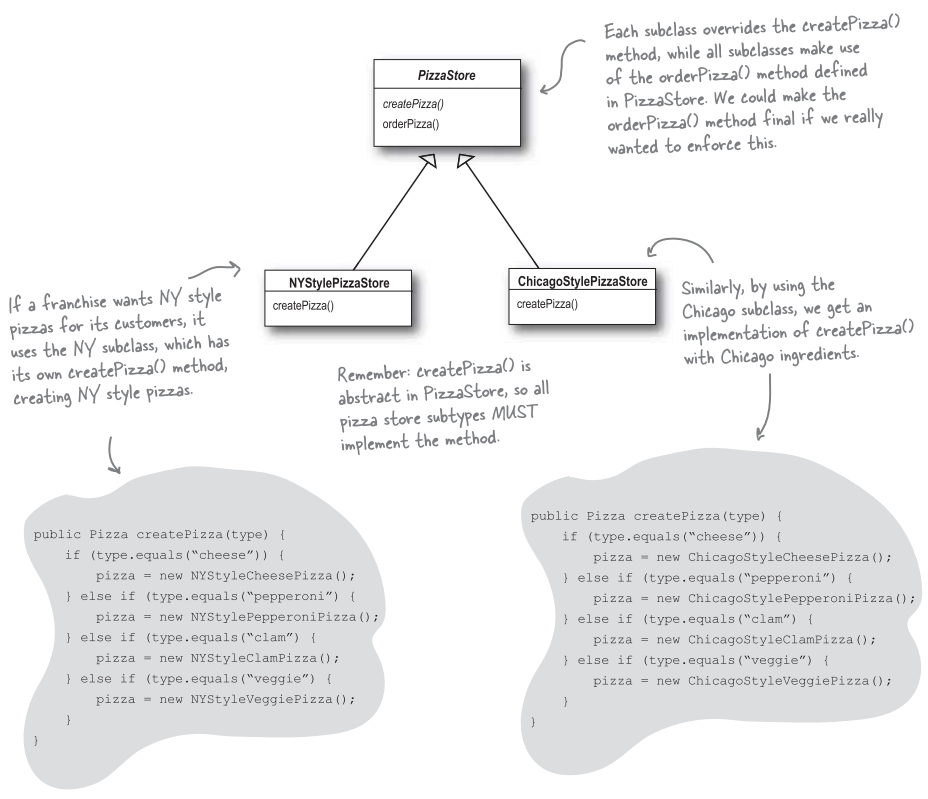 Each subclass overrides the createPizza()
method, while all subclasses make use
of the orderPizza() method defined
in PizzaStore. We could make the
orderPizza() method final if we really
wanted to enforce this.
PizzaStore
createPizza()
orderPizza()
NYStylePizzaStore
createPizza()
ChicagoStylePizzaStore
createPizza()
If a franchise wants NY style
pizzas for its customers, it
uses the NY subclass, which has
its own createPizza() method,
creating NY style pizzas.
Similarly, by using the
Chicago subclass, we get an
implementation of createPizza()
with Chicago ingredients.
Remember: createPizza() is
abstract in PizzaStore, so all
pizza store subtypes MUST
implement the method.
public Pizza createPizza(type) {
    if (type.equals(“cheese”)) {
        pizza = new NYStyleCheesePizza();
    } else if (type.equals(“pepperoni”) {
        pizza = new NYStylePepperoniPizza();
    } else if (type.equals(“clam”) {
        pizza = new NYStyleClamPizza();
    } else if (type.equals(“veggie”) {
        pizza = new NYStyleVeggiePizza();
    }
}
public Pizza createPizza(type) {
    if (type.equals(“cheese”)) {
        pizza = new ChicagoStyleCheesePizza();
    } else if (type.equals(“pepperoni”) {
        pizza = new ChicagoStylePepperoniPizza();
    } else if (type.equals(“clam”) {
        pizza = new ChicagoStyleClamPizza();
    } else if (type.equals(“veggie”) {
        pizza = new ChicagoStyleVeggiePizza();
    }
}